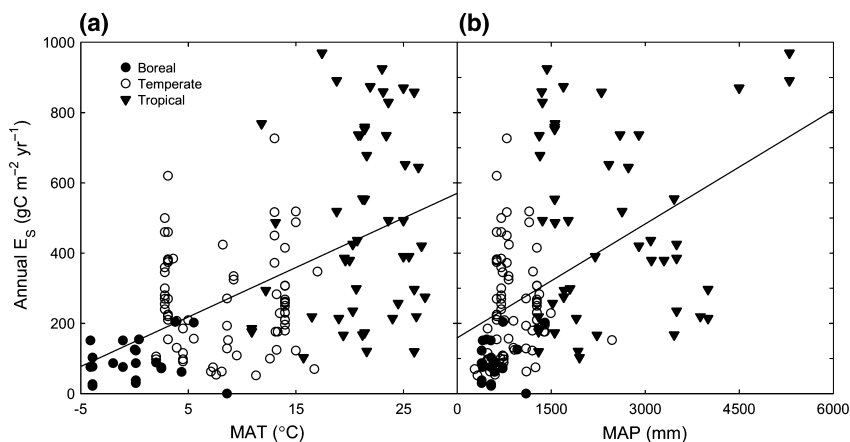 (a)
(b)
1000
800
600
400
200
0
Annual E_S (gC m⁻² yr⁻¹)
Boreal
Temperate
Tropical
-5 5 15 25
0 1500 3000 4500 6000
MAT (°C)
MAP (mm)